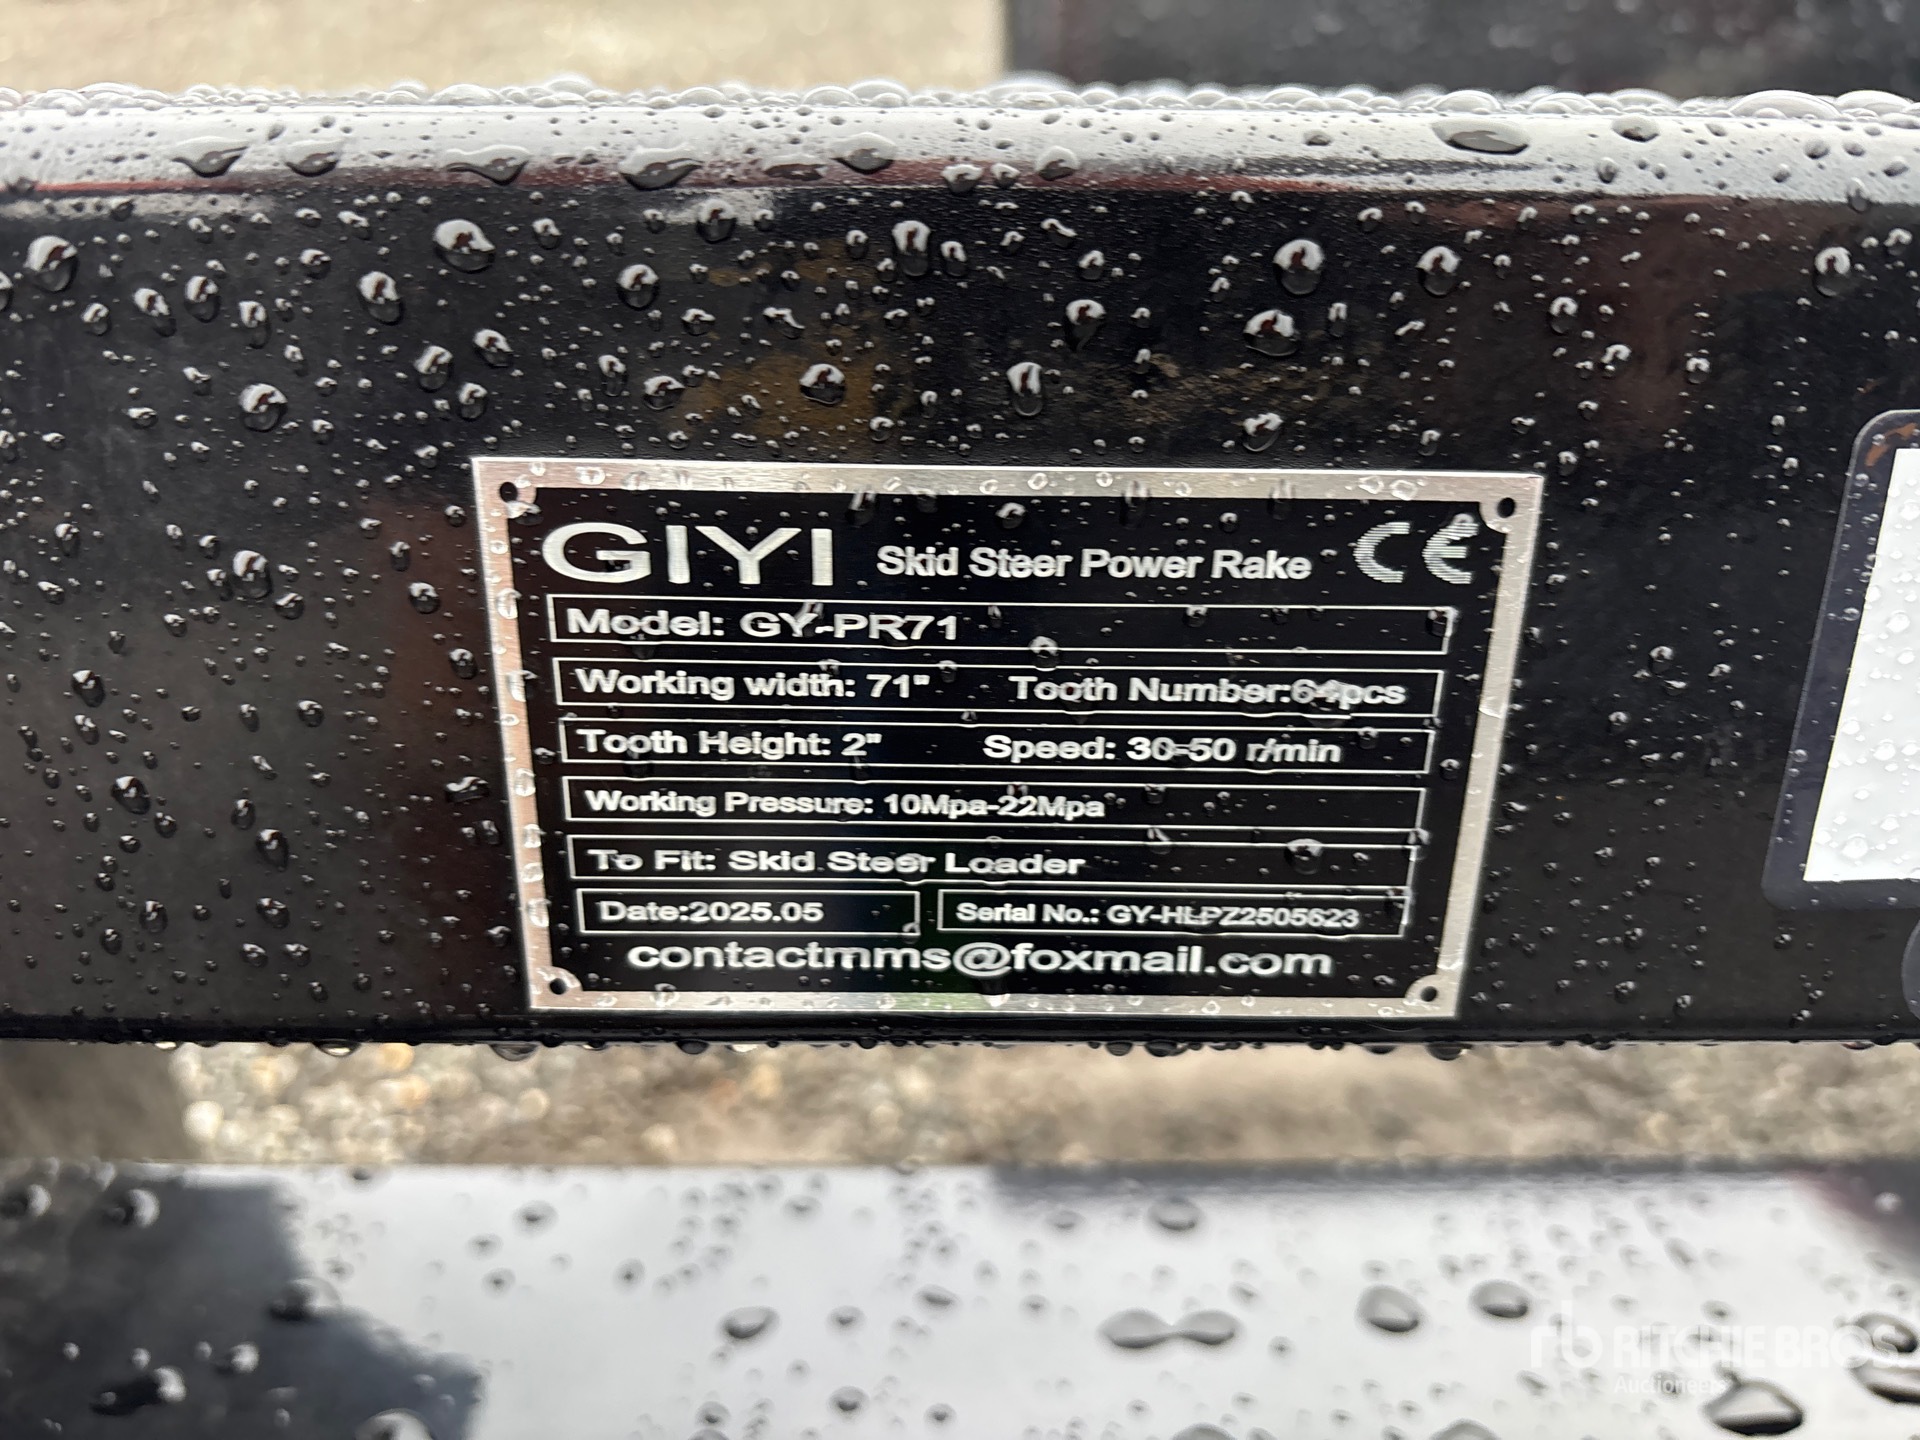 GIYI Skid Steer Power Rake CE
Model: GY-PR71
Working width: 71" Tooth Number:64pcs
Tooth Height: 2" Speed: 30-50 r/min
Working Pressure: 10Mpa-22Mpa
To Fit: Skid Steer Loader
Date:2025.05 Serial No.: GY-HLPZ2505623
contactmms@foxmail.com
rb RITCHIE BROS
Auctioneers